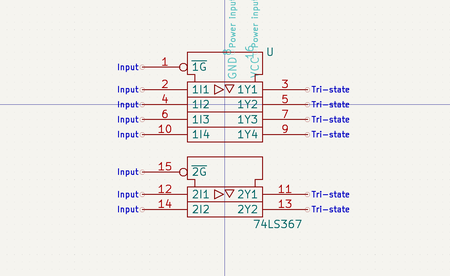 Power Input
Power Input
GND 8
VCC 16
U
Input 1 1G
Input 2 1I1 1Y1 3 Tri-state
Input 4 1I2 1Y2 5 Tri-state
Input 6 1I3 1Y3 7 Tri-state
Input 10 1I4 1Y4 9 Tri-state
Input 15 2G
Input 12 2I1 2Y1 11 Tri-state
Input 14 2I2 2Y2 13 Tri-state
74LS367